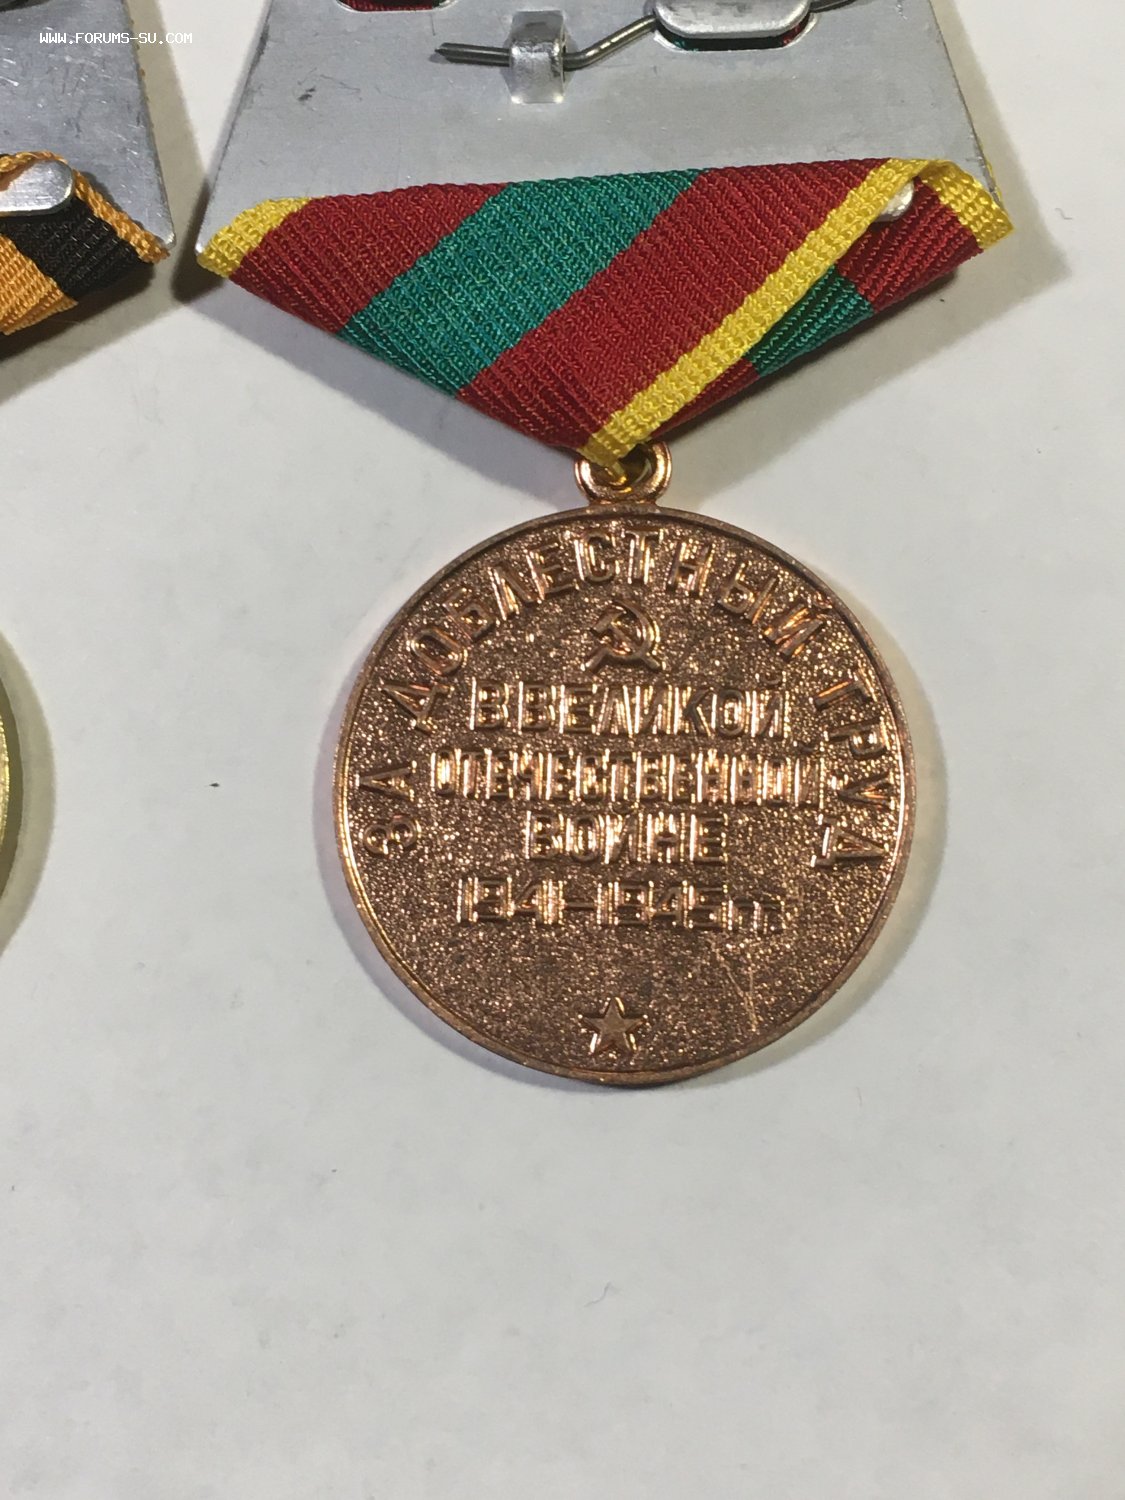 WWW.FORUMS-SU.COM
ЗА ДОБЛЕСТНЫЙ ТРУД
В ВЕЛИКОЙ
ОТЕЧЕСТВЕННОЙ
ВОЙНЕ
1941–1945 гг.